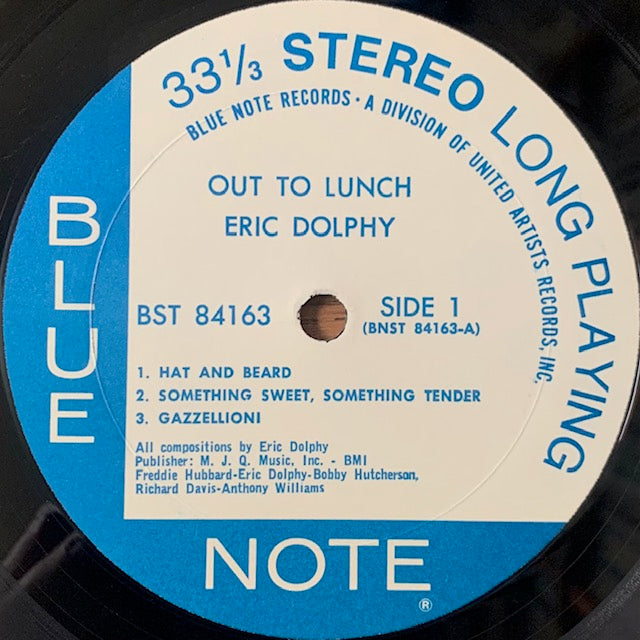 33 1/3 STEREO LONG PLAYING
BLUE NOTE RECORDS • A DIVISION OF UNITED ARTISTS RECORDS, INC.
OUT TO LUNCH
ERIC DOLPHY
BST 84163
SIDE 1
(BNST 84163-A)
1. HAT AND BEARD
2. SOMETHING SWEET, SOMETHING TENDER
3. GAZZELLIONI
All compositions by Eric Dolphy
Publisher: M. J. Q. Music, Inc. - BMI
Freddie Hubbard-Eric Dolphy-Bobby Hutcherson,
Richard Davis-Anthony Williams
BLUE
NOTE
®